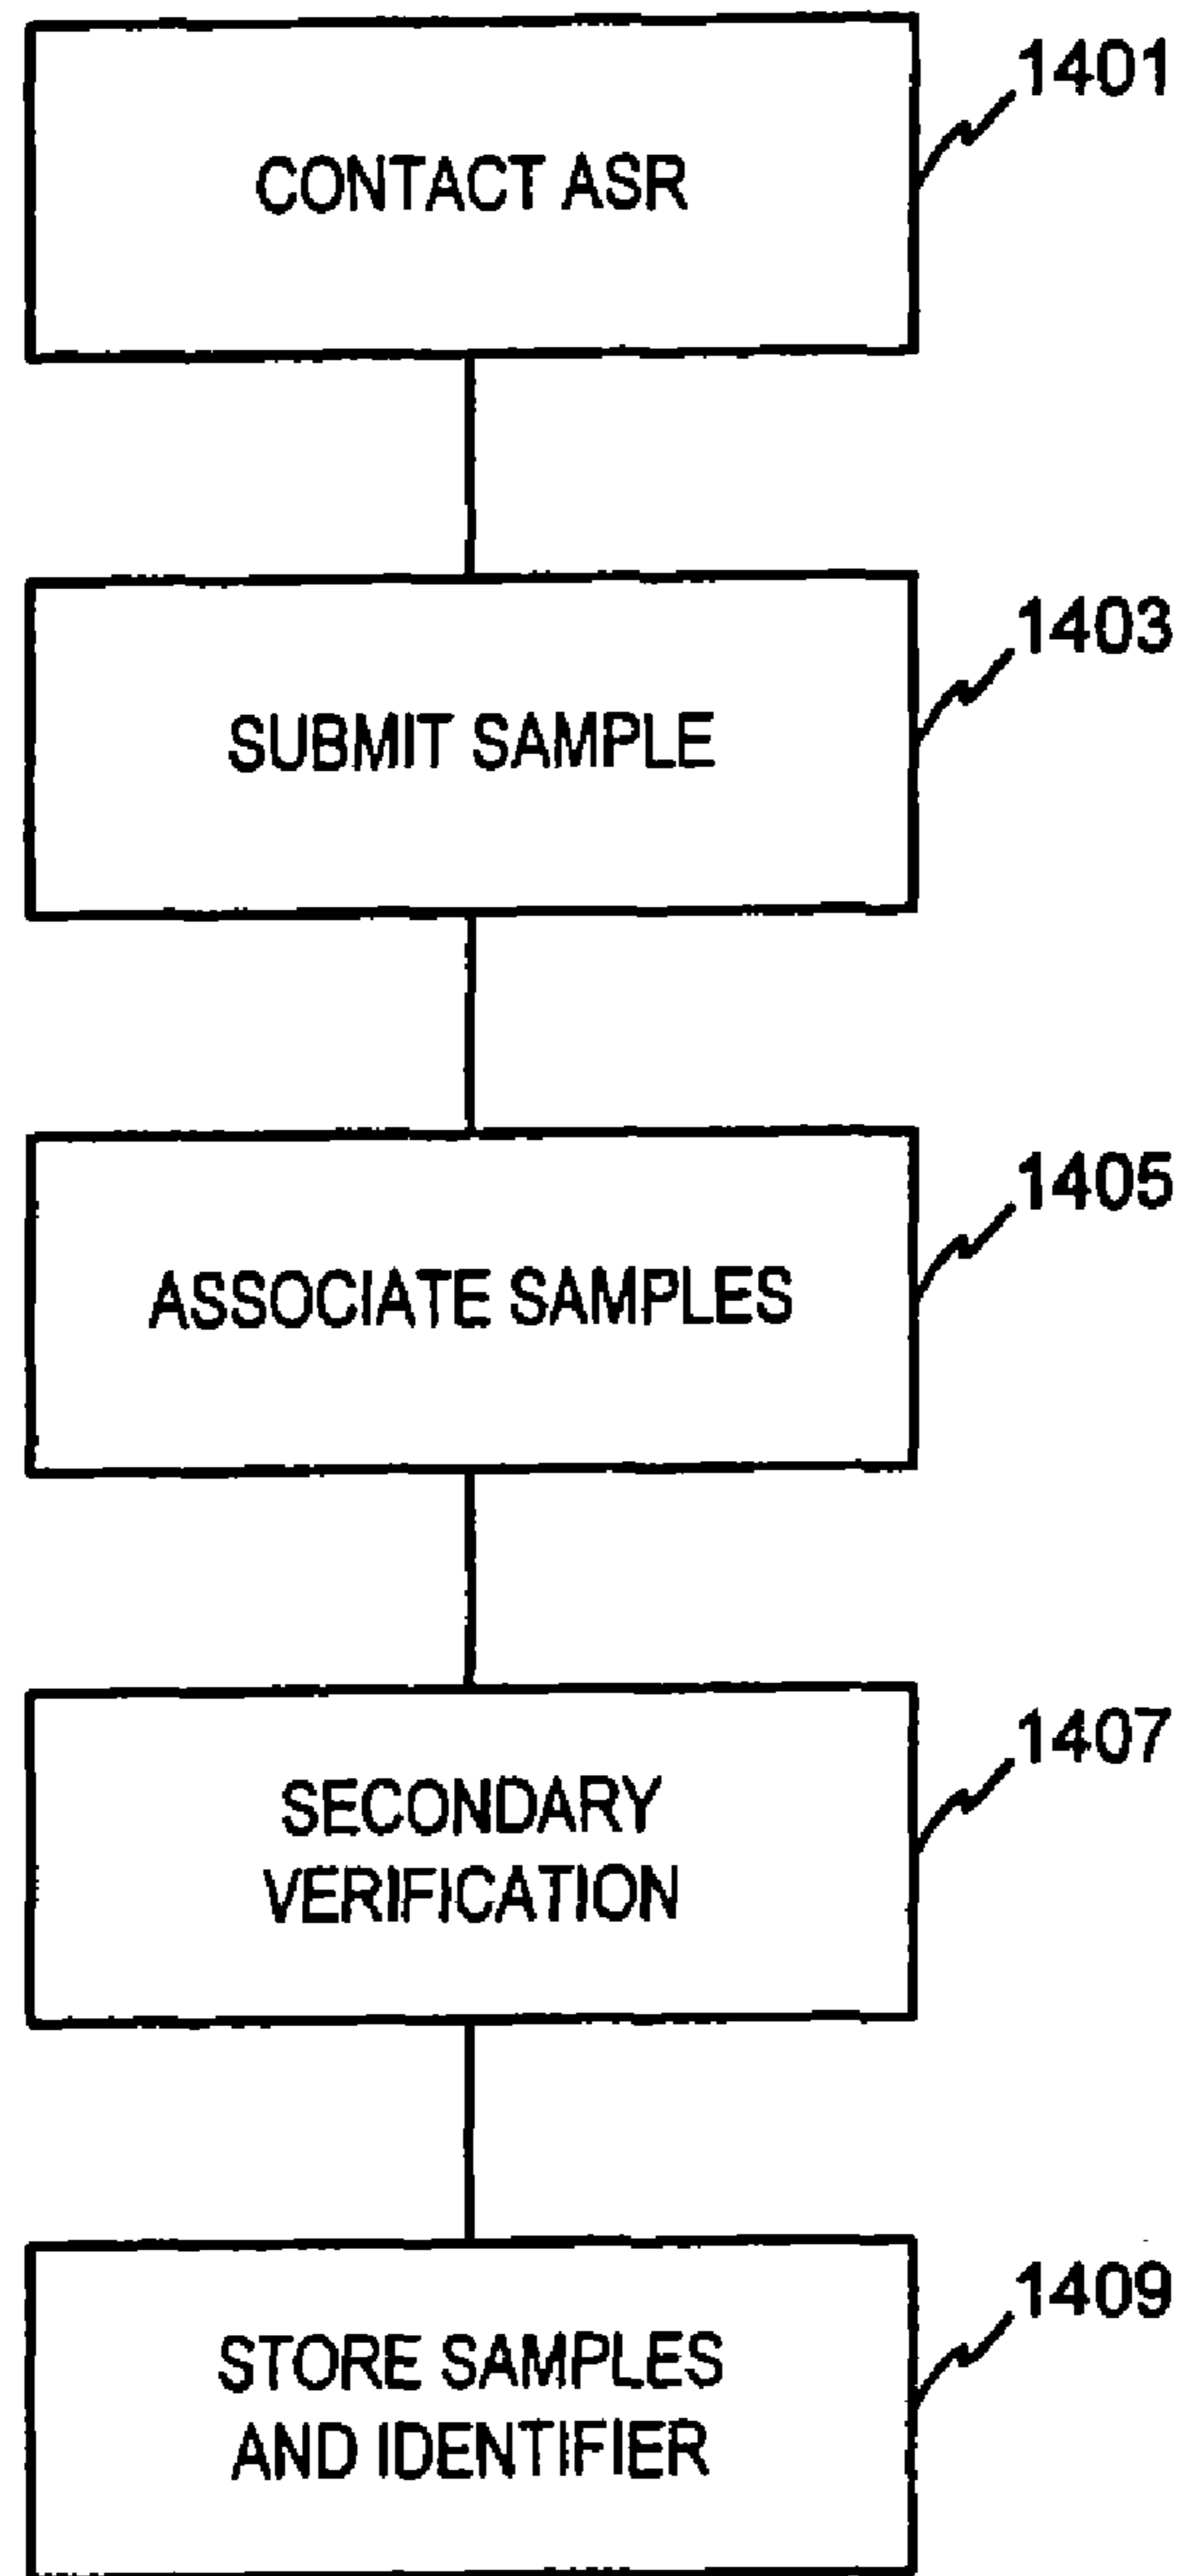 1401
CONTACT ASR
1403
SUBMIT SAMPLE
1405
ASSOCIATE SAMPLES
1407
SECONDARY
VERIFICATION
1409
STORE SAMPLES
AND IDENTIFIER